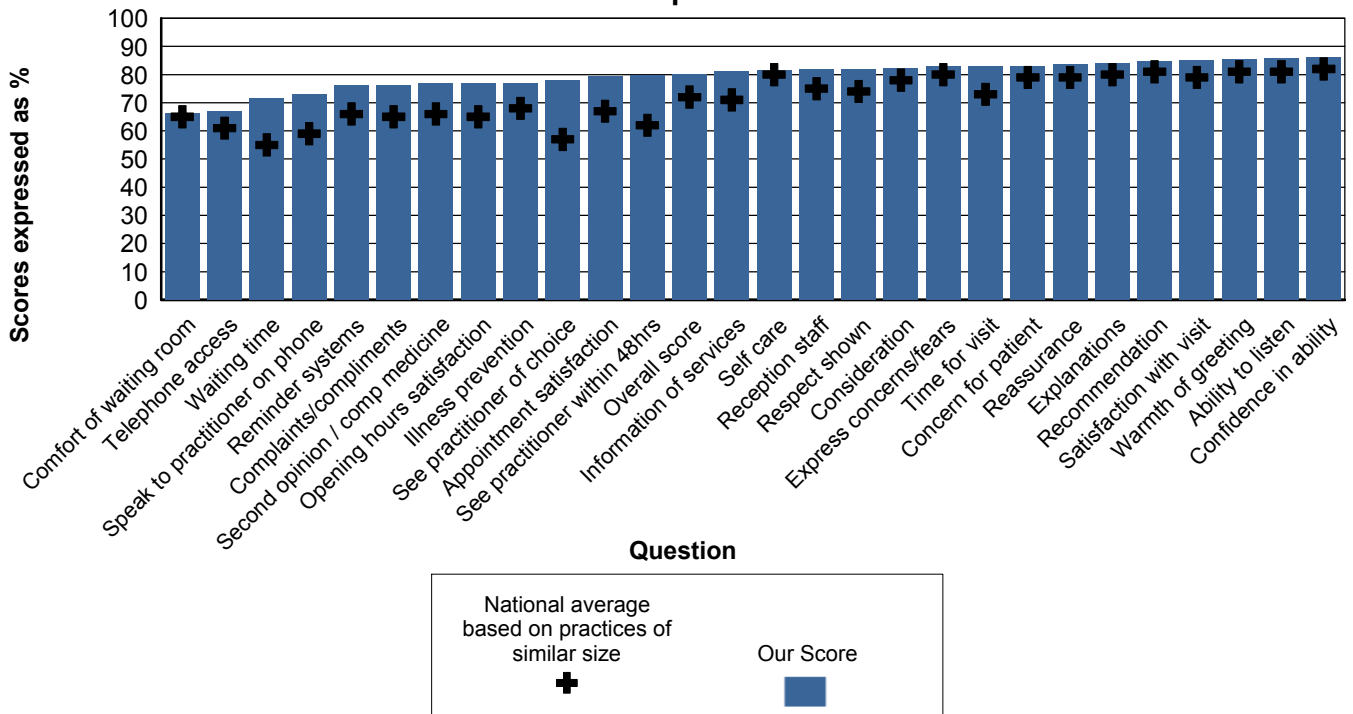 Scores expressed as %
100
90
80
70
60
50
40
30
20
10
0
Comfort of waiting room
Telephone access
Waiting time
Speak to practitioner on phone
Reminder systems
Complaints/compliments
Second opinion / comp medicine
Opening hours satisfaction
Illness prevention
See practitioner of choice
Appointment satisfaction
See practitioner within 48hrs
Overall score
Information of services
Self care
Reception staff
Respect shown
Consideration
Express concerns/fears
Time for visit
Concern for patient
Reassurance
Explanations
Recommendation
Satisfaction with visit
Warmth of greeting
Ability to listen
Confidence in ability
Question
National average
based on practices of
similar size
Our Score